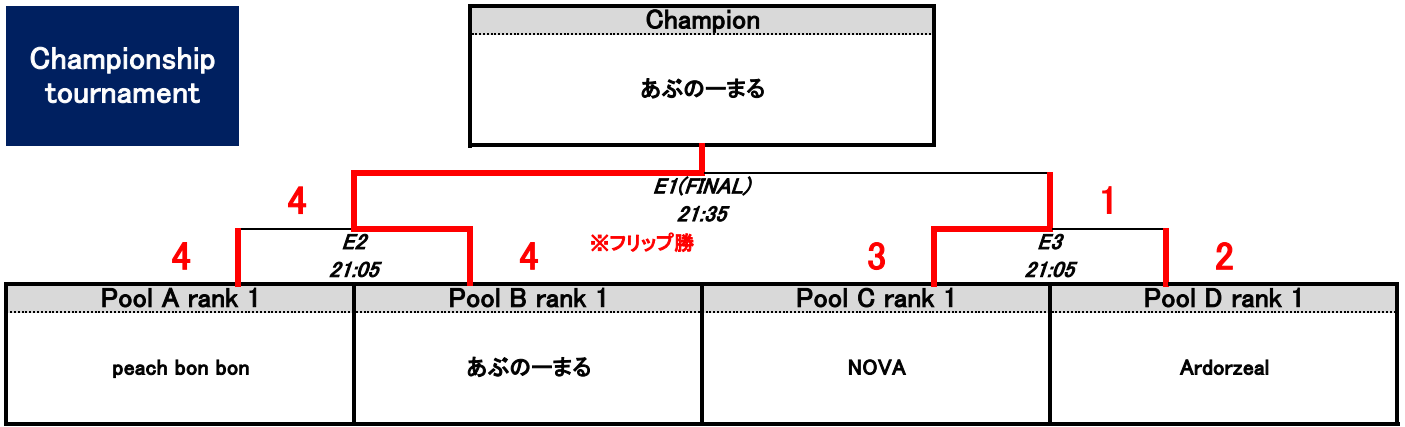 Championship
tournament
Champion
あぶのーまる
4
E1(FINAL)
21:35
1
4
E2
21:05
4
※フリップ勝
3
E3
21:05
2
Pool A rank 1
Pool B rank 1
Pool C rank 1
Pool D rank 1
peach bon bon
あぶのーまる
NOVA
Ardorzeal